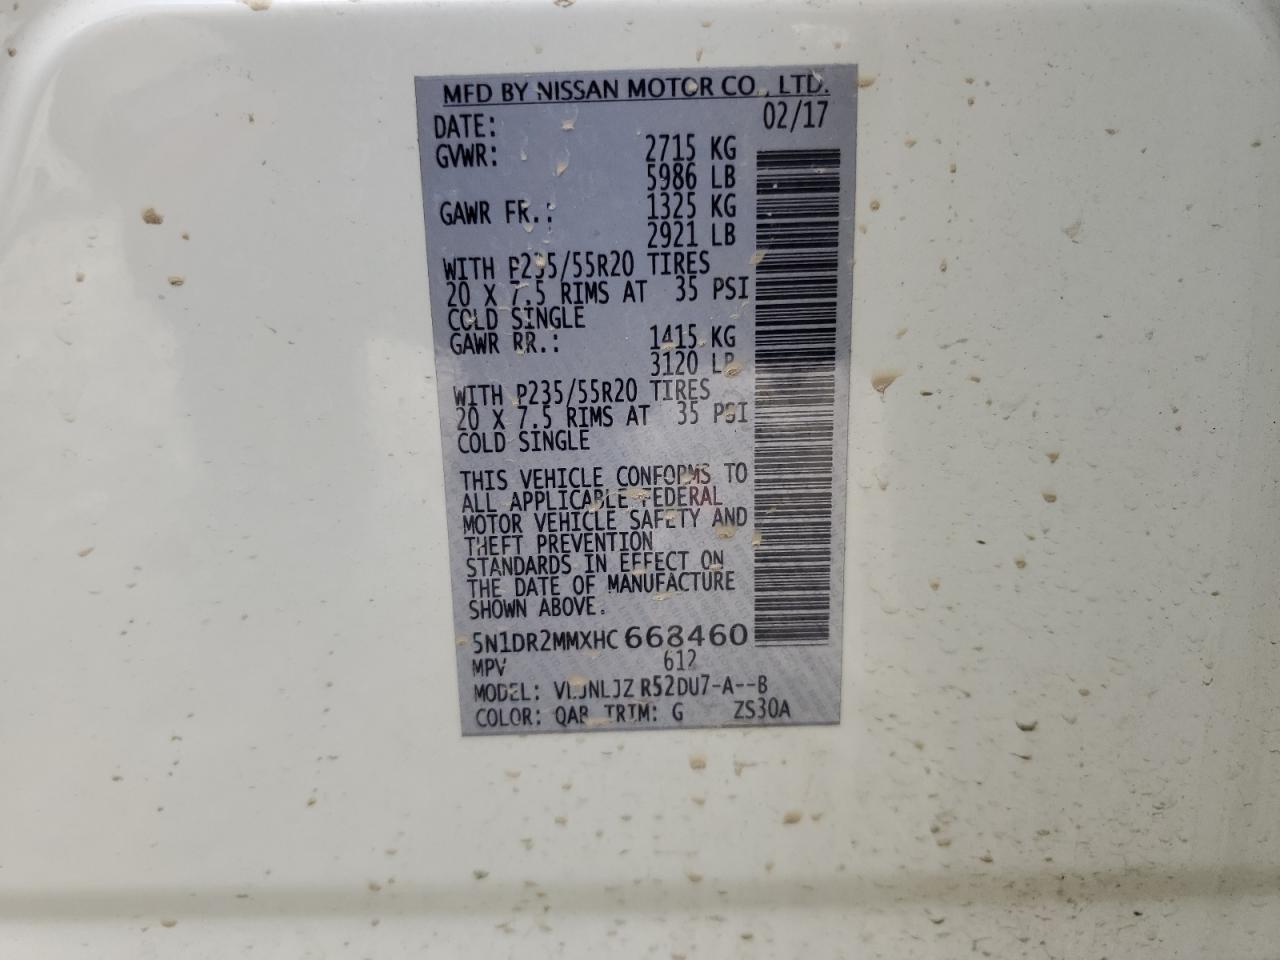 MFD BY NISSAN MOTOR CO., LTD.
DATE: 02/17
GVWR: 2715 KG
5986 LB
GAWR FR.: 1325 KG
2921 LB
WITH P235/55R20 TIRES
20 X 7.5 RIMS AT 35 PSI
COLD SINGLE
GAWR RR.: 1415 KG
3120 LB
WITH P235/55R20 TIRES
20 X 7.5 RIMS AT 35 PSI
COLD SINGLE
THIS VEHICLE CONFORMS TO
ALL APPLICABLE FEDERAL
MOTOR VEHICLE SAFETY AND
THEFT PREVENTION
STANDARDS IN EFFECT ON
THE DATE OF MANUFACTURE
SHOWN ABOVE.
5N1DR2MMXHC668460
MPV 612
MODEL: R52DU7-A--B
COLOR: QAB TRIM: G ZS30A